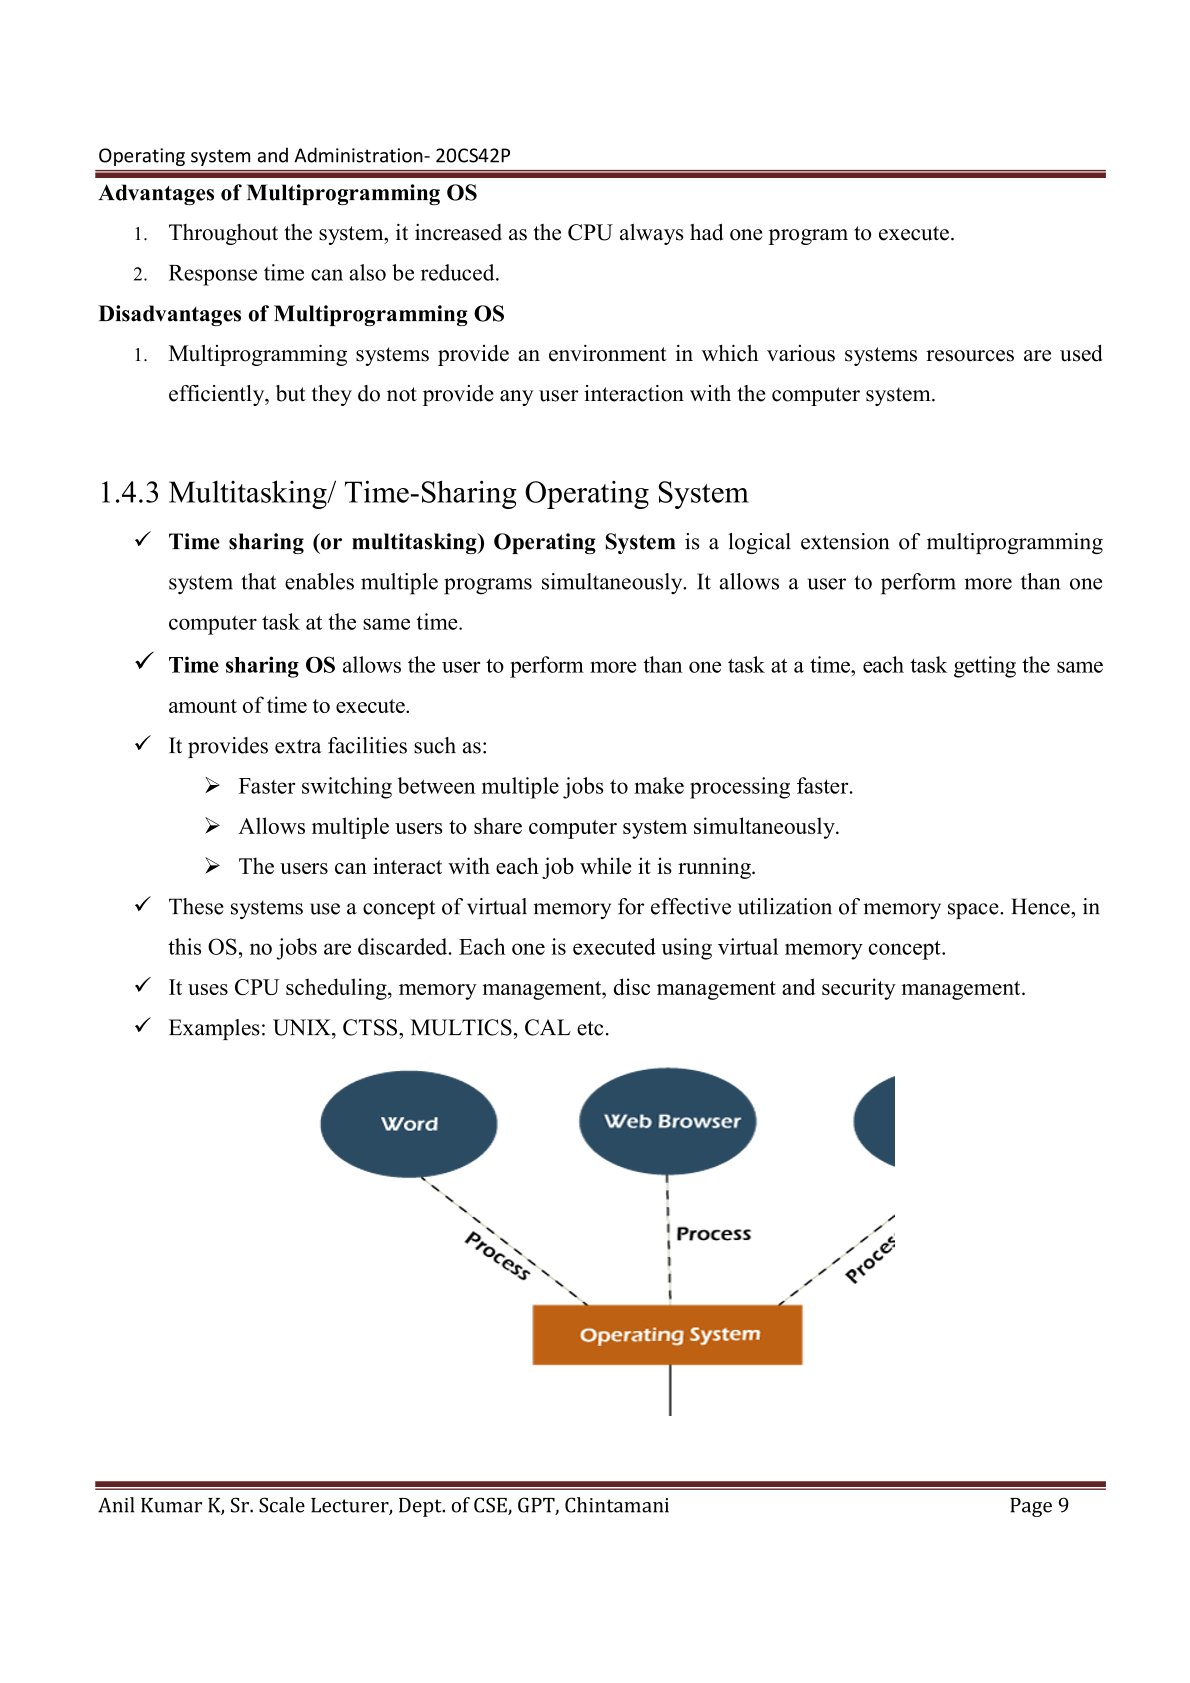 Operating system and Administration- 20CS42P
Advantages of Multiprogramming OS
1. Throughout the system, it increased as the CPU always had one program to execute.
2. Response time can also be reduced.
Disadvantages of Multiprogramming OS
1. Multiprogramming systems provide an environment in which various systems resources are used
efficiently, but they do not provide any user interaction with the computer system.
1.4.3 Multitasking/ Time-Sharing Operating System
✓ Time sharing (or multitasking) Operating System is a logical extension of multiprogramming
system that enables multiple programs simultaneously. It allows a user to perform more than one
computer task at the same time.
✓ Time sharing OS allows the user to perform more than one task at a time, each task getting the same
amount of time to execute.
✓ It provides extra facilities such as:
➢ Faster switching between multiple jobs to make processing faster.
➢ Allows multiple users to share computer system simultaneously.
➢ The users can interact with each job while it is running.
✓ These systems use a concept of virtual memory for effective utilization of memory space. Hence, in
this OS, no jobs are discarded. Each one is executed using virtual memory concept.
✓ It uses CPU scheduling, memory management, disc management and security management.
✓ Examples: UNIX, CTSS, MULTICS, CAL etc.
Word
Web Browser
Process
Process
Operating System
Anil Kumar K, Sr. Scale Lecturer, Dept. of CSE, GPT, Chintamani Page 9